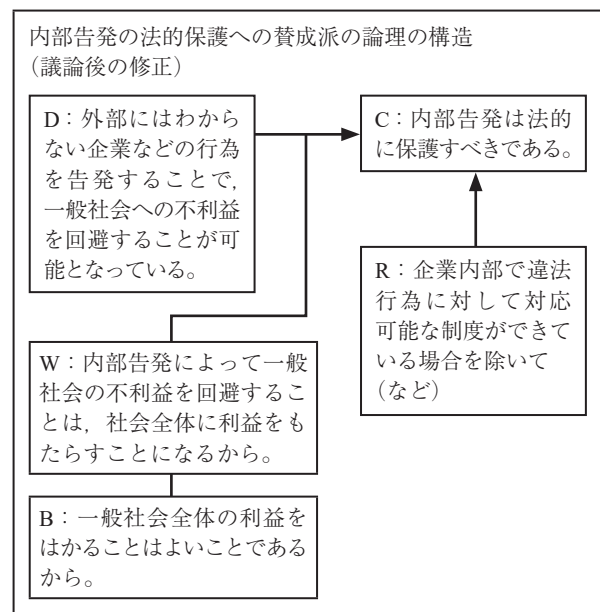 内部告発の法的保護への賛成派の論理の構造
（議論後の修正）
D：外部にはわから
ない企業などの行為
を告発することで，
一般社会への不利益
を回避することが可
能となっている。
C：内部告発は法的
に保護すべきである。
R：企業内部で違法
行為に対して対応
可能な制度ができて
いる場合を除いて
（など）
W：内部告発によって一般
社会の不利益を回避するこ
とは，社会全体に利益をも
たらすことになるから。
B：一般社会全体の利益を
はかることはよいことである
から。